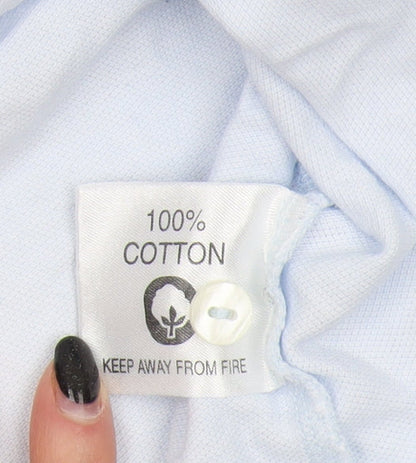 100%
COTTON
KEEP AWAY FROM FIRE